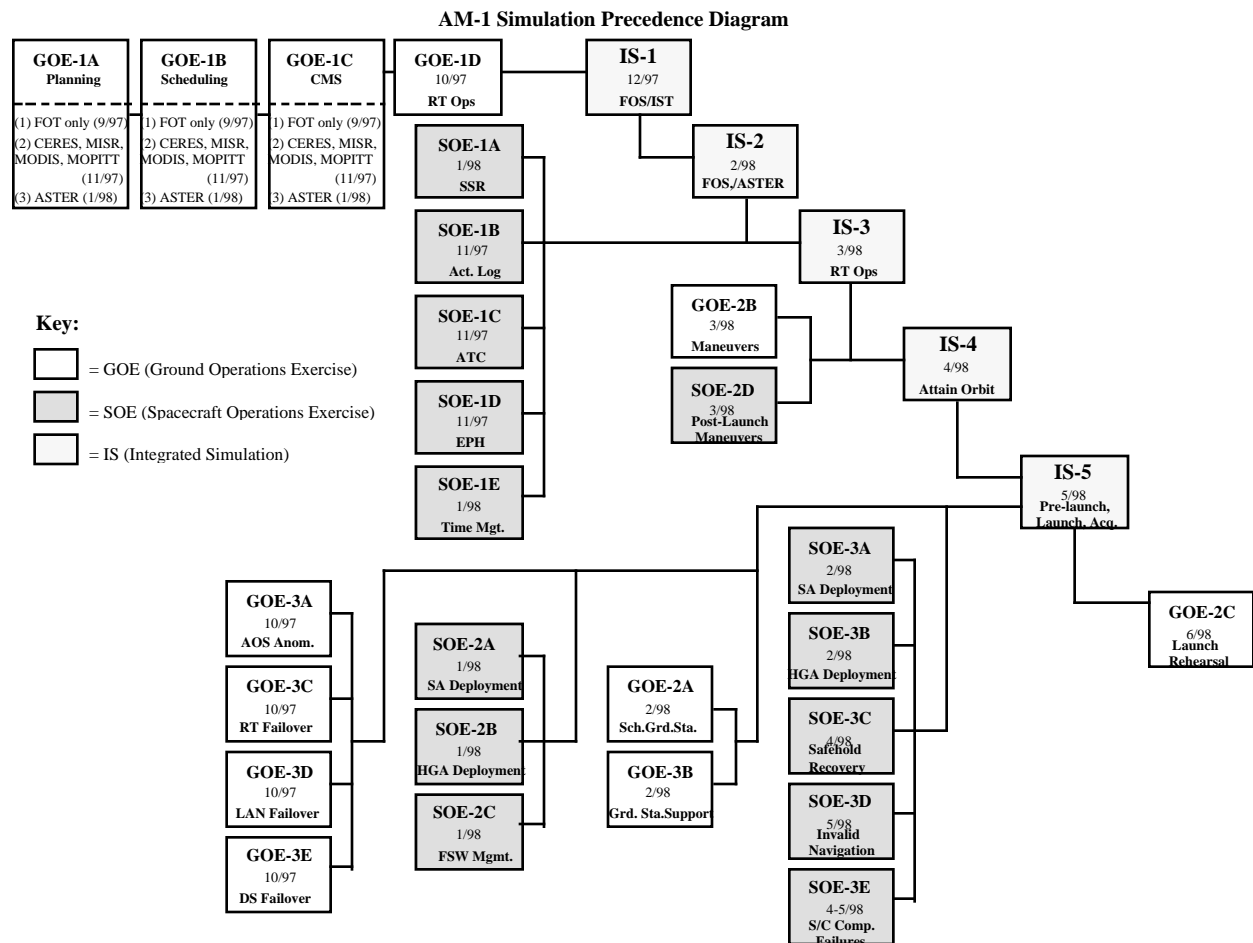 AM-1 Simulation Precedence Diagram
GOE-1A
Planning
(1) FOT only (9/97)
(2) CERES, MISR,
MODIS, MOPITT
(11/97)
(3) ASTER (1/98)
GOE-1B
Scheduling
(1) FOT only (9/97)
(2) CERES, MISR,
MODIS, MOPITT
(11/97)
(3) ASTER (1/98)
GOE-1C
CMS
(1) FOT only (9/97)
(2) CERES, MISR,
MODIS, MOPITT
(11/97)
(3) ASTER (1/98)
GOE-1D
10/97
RT Ops
IS-1
12/97
FOS/IST
SOE-1A
1/98
SSR
IS-2
2/98
FOS,/ASTER
SOE-1B
11/97
Act. Log
IS-3
3/98
RT Ops
SOE-1C
11/97
ATC
GOE-2B
3/98
Maneuvers
IS-4
4/98
Attain Orbit
Key:
= GOE (Ground Operations Exercise)
= SOE (Spacecraft Operations Exercise)
= IS (Integrated Simulation)
SOE-1D
11/97
EPH
SOE-2D
3/98
Post-Launch
Maneuvers
SOE-1E
1/98
Time Mgt.
IS-5
5/98
Pre-launch,
Launch, Acq.
SOE-3A
2/98
SA Deployment
GOE-3A
10/97
AOS Anom.
GOE-2C
6/98
Launch
Rehearsal
SOE-2A
1/98
SA Deployment
SOE-3B
2/98
HGA Deployment
GOE-3C
10/97
RT Failover
GOE-2A
2/98
Sch.Grd.Sta.
SOE-2B
1/98
HGA Deployment
SOE-3C
4/98
Safehold
Recovery
GOE-3D
10/97
LAN Failover
GOE-3B
2/98
Grd. Sta.Support
SOE-2C
1/98
FSW Mgmt.
SOE-3D
5/98
Invalid
Navigation
GOE-3E
10/97
DS Failover
SOE-3E
4-5/98
S/C Comp.
Failures